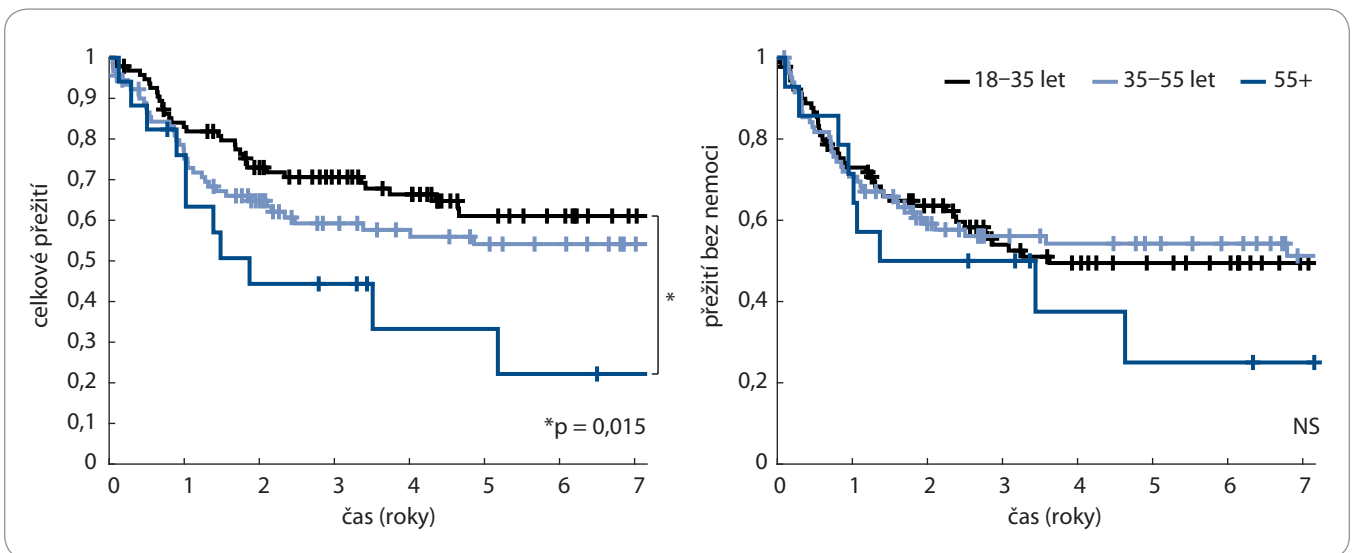 celkové přežití
1
0,9
0,8
0,7
0,6
0,5
0,4
0,3
0,2
0,1
0
0 1 2 3 4 5 6 7
čas (roky)
*
*p = 0,015
přežití bez nemoci
1
0,8
0,6
0,4
0,2
0
0 1 2 3 4 5 6 7
čas (roky)
18–35 let 35–55 let 55+
NS